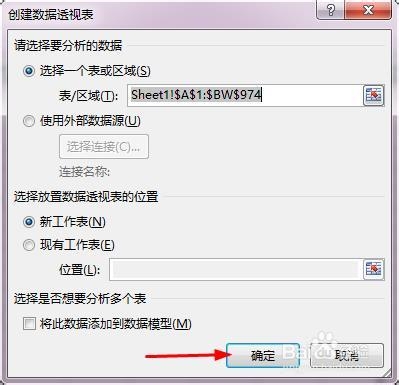 创建数据透视表
请选择要分析的数据
选择一个表或区域(S)
表/区域(T): Sheet1!$A$1:$BW$974
使用外部数据源(U)
选择连接(C)...
连接名称:
选择放置数据透视表的位置
新工作表(N)
现有工作表(E)
位置(L):
选择是否想要分析多个表
将此数据添加到数据模型(M)
确定 取消